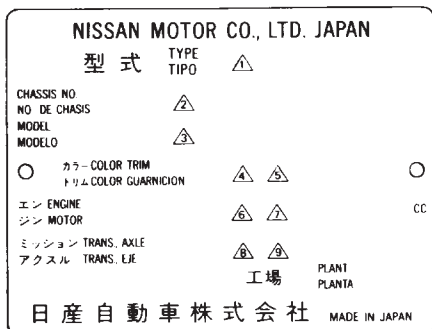 NISSAN MOTOR CO., LTD. JAPAN
型式 TYPE
TIPO 1
CHASSIS NO.
NO DE CHASIS 2
MODEL
MODELO 3
カラー COLOR TRIM
トリム COLOR GUARNICION 4 5
エン ENGINE
ジン MOTOR 6 7 CC
ミッション TRANS. AXLE
アクスル TRANS. EJE 8 9
工場 PLANT
PLANTA
日産自動車株式会社 MADE IN JAPAN